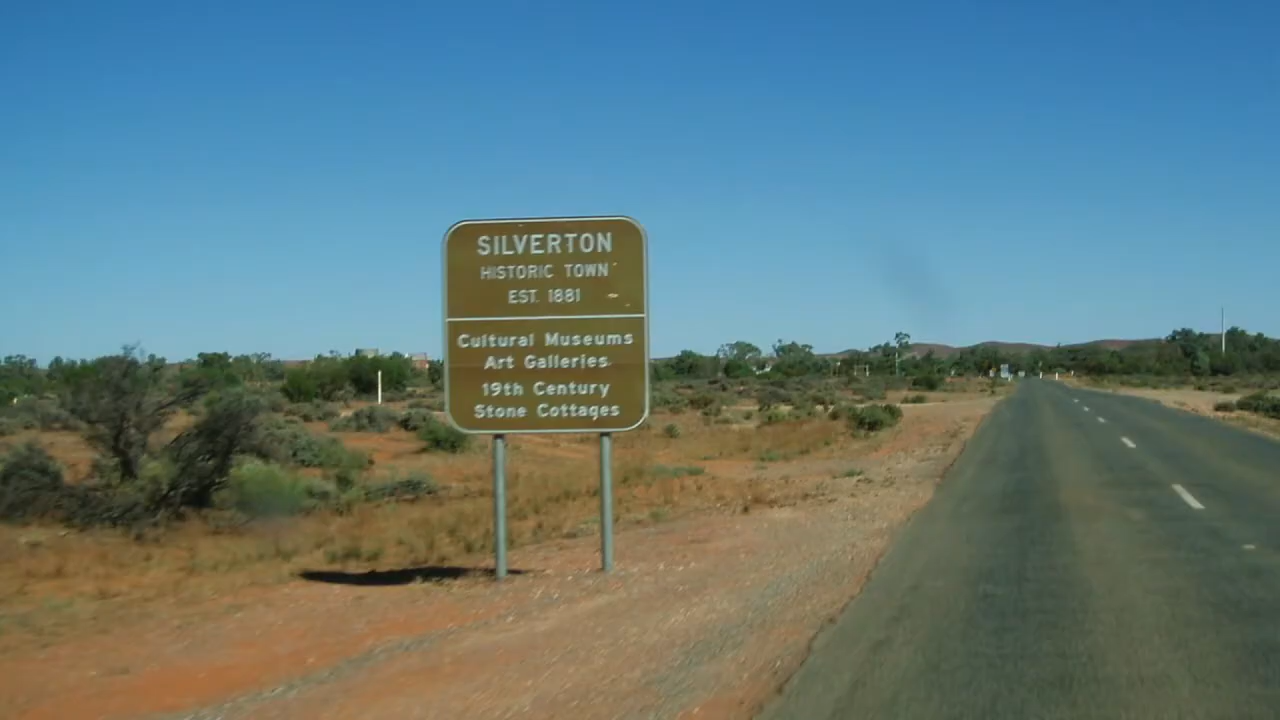 SILVERTON
HISTORIC TOWN
EST. 1881
Cultural Museums
Art Galleries
19th Century
Stone Cottages